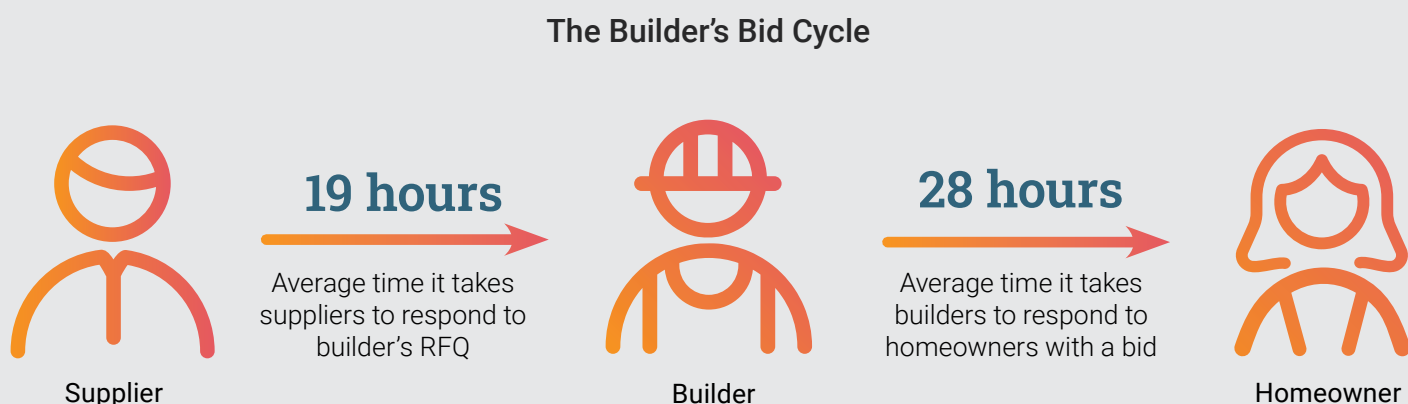 The Builder’s Bid Cycle
19 hours
Average time it takes
suppliers to respond to
builder’s RFQ
28 hours
Average time it takes
builders to respond to
homeowners with a bid
Supplier
Builder
Homeowner